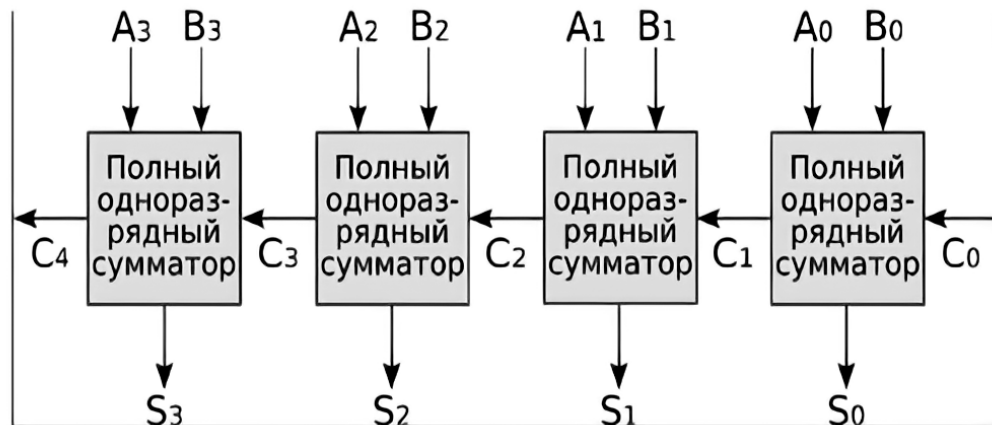 A3 B3 A2 B2 A1 B1 A0 B0
Полный Полный Полный Полный
однораз- однораз- однораз- однораз-
рядный рядный рядный рядный
сумматор сумматор сумматор сумматор
C4 C3 C2 C1 C0
S3 S2 S1 S0